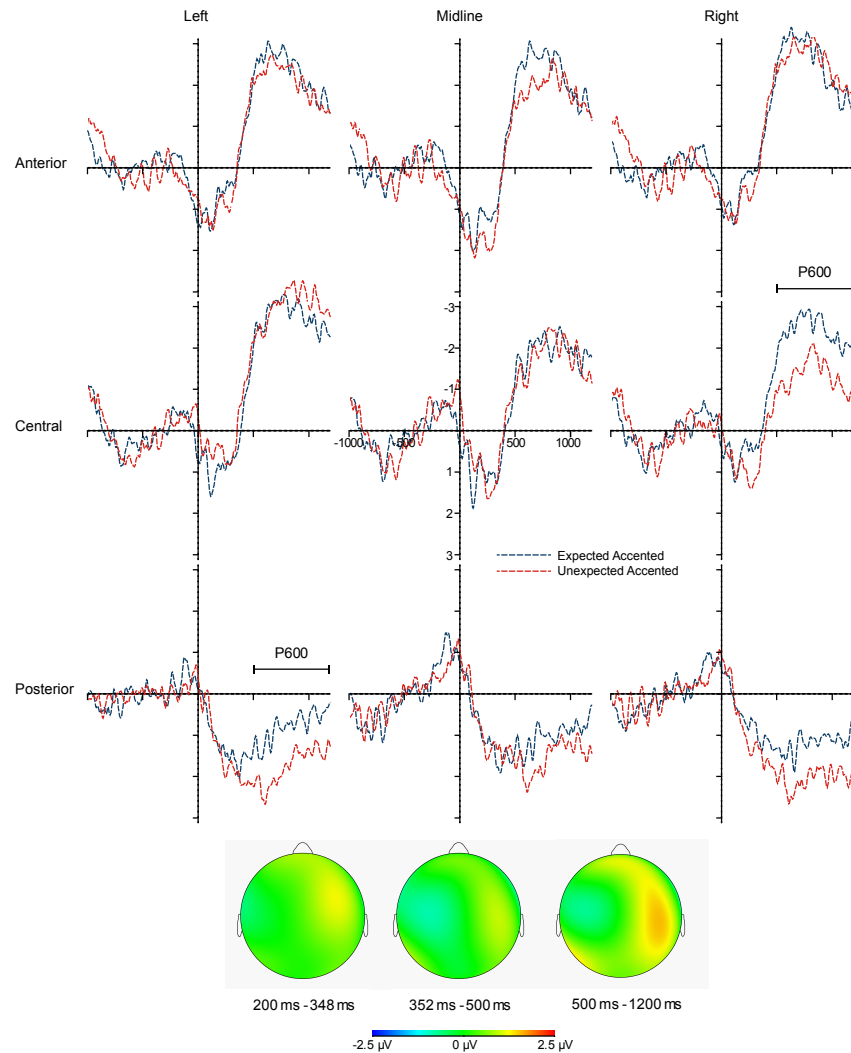 Left Midline Right
Anterior
P600
-3
-2
Central
-1000 -500 500 1000
1
2
3
Expected Accented
Unexpected Accented
P600
Posterior
200 ms - 348 ms 352 ms - 500 ms 500 ms - 1200 ms
-2.5 µV 0 µV 2.5 µV